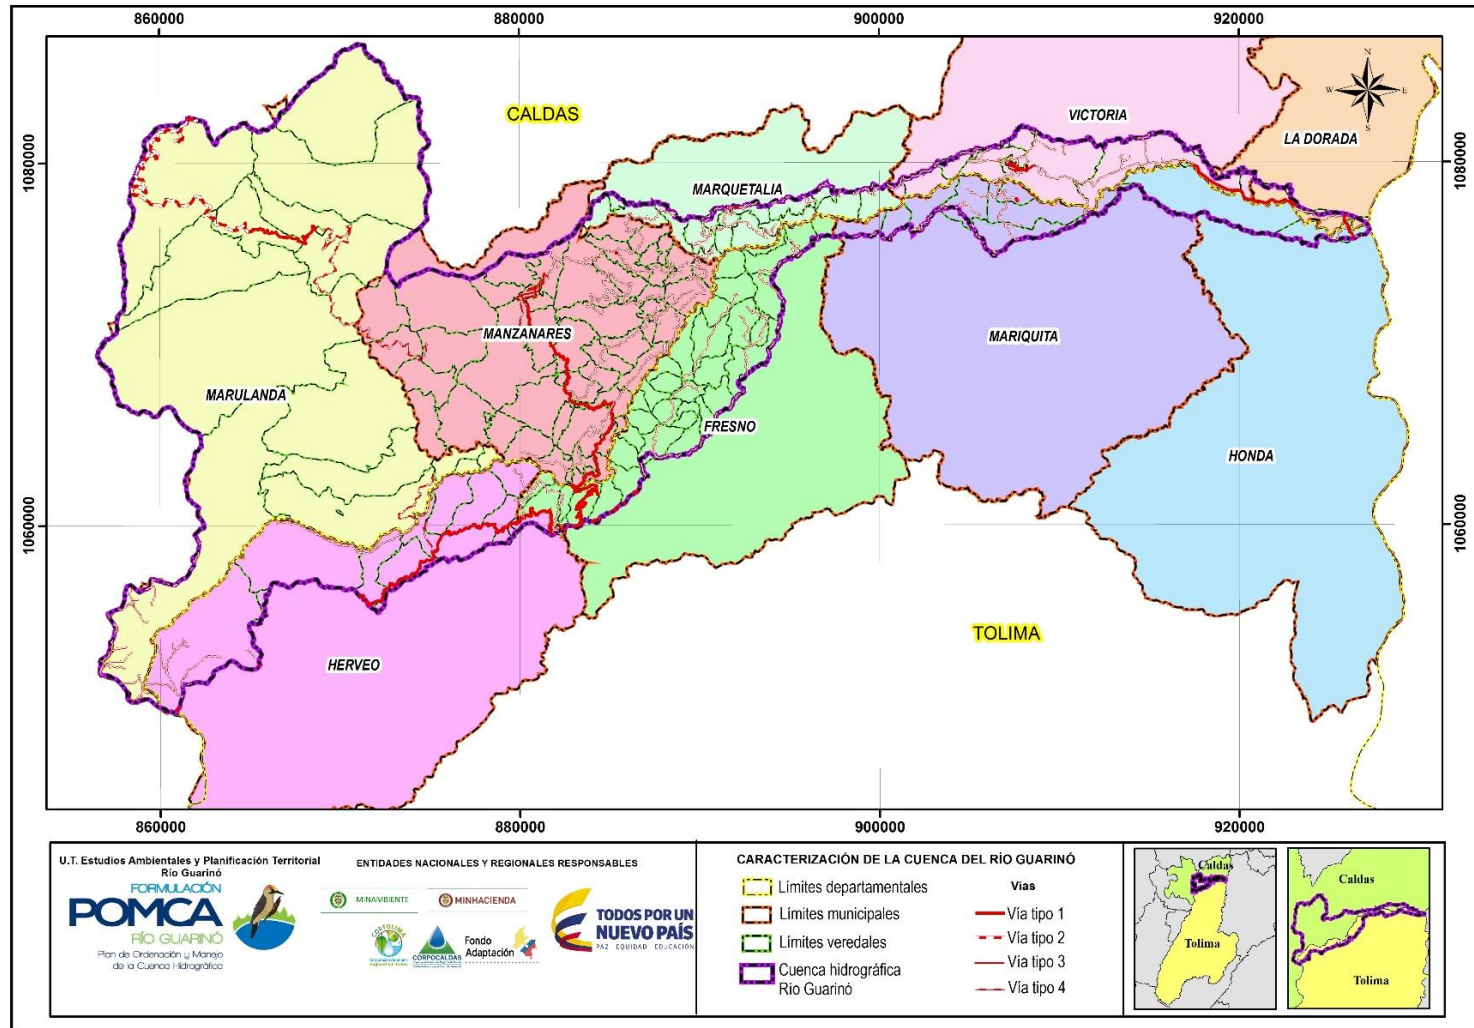 860000
880000
900000
920000
N
W
E
S
CALDAS
VICTORIA
LA DORADA
1080000
1080000
MARQUETALIA
MANZANARES
MARIQUITA
MARULANDA
FRESNO
HONDA
1060000
1060000
TOLIMA
HERVEO
860000
880000
900000
920000
U.T. Estudios Ambientales y Planificación Territorial
Río Guarinó
FORMULACIÓN
POMCA
RÍO GUARINÓ
Plan de Ordenación y Manejo
de la Cuenca Hidrográfica
ENTIDADES NACIONALES Y REGIONALES RESPONSABLES
MINAMBIENTE
MINHACIENDA
CORTOLIMA
CORPOCALDAS
Fondo
Adaptación
TODOS POR UN
NUEVO PAÍS
PAZ EQUIDAD EDUCACIÓN
CARACTERIZACIÓN DE LA CUENCA DEL RÍO GUARINÓ
Límites departamentales
Límites municipales
Límites veredales
Cuenca hidrográfica
Río Guarinó
Vías
Vía tipo 1
Vía tipo 2
Vía tipo 3
Vía tipo 4
Caldas
Tolima
Caldas
Tolima